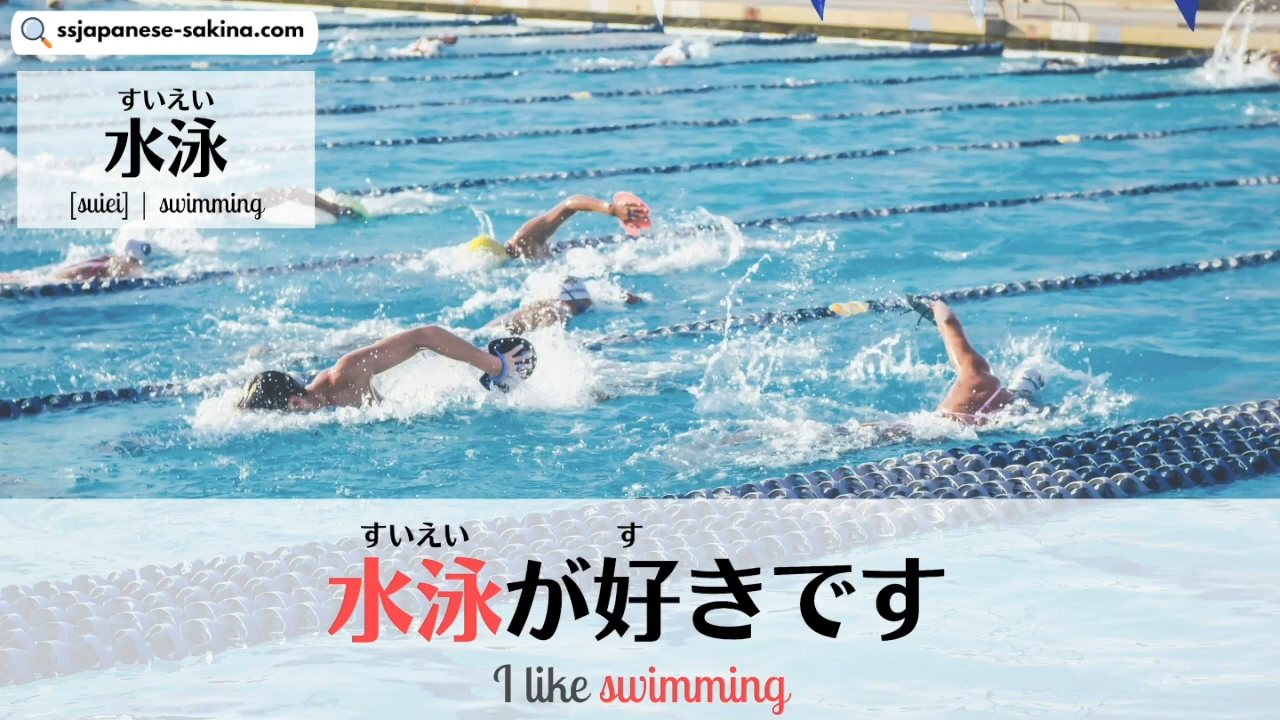 ssjapanese-sakina.com
すいえい
水泳
[suiei] | swimming
すいえい す
水泳が好きです
I like swimming